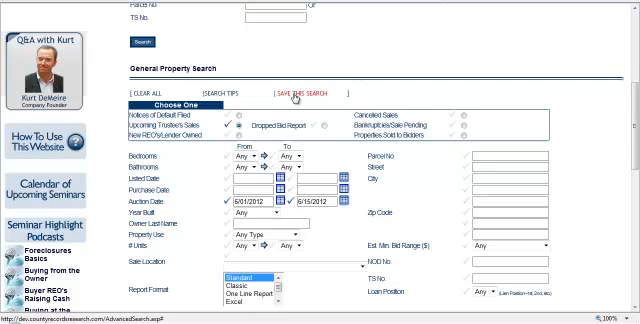 Parcel No.
Or
TS No.
Search
Q&A with Kurt
Kurt DeMeire
Company Founder
General Property Search
[ CLEAR ALL | SEARCH TIPS | SAVE THIS SEARCH ]
Choose One
Notices of Default Filed
Cancelled Sales
Upcoming Trustee's Sales
Dropped Bid Report
Bankruptcies/Sale Pending
New REO's/Lender Owned
Properties Sold to Bidders
How To Use
This Website
From To
Bedrooms Any Any
Parcel No.
Bathrooms Any Any
Street
Listed Date
City
Purchase Date
Auction Date 6/01/2012 6/15/2012
Year Built Any
Zip Code
Owner Last Name
Property Use Any Type
# Units Any Any
Est. Min. Bid Range ($) Any
Sale Location
NOD No.
Report Format
Standard
Classic
One Line Report
Excel
TS No.
Loan Position Any (Lien Position--1st, 2nd, etc)
Calendar of
Upcoming Seminars
Seminar Highlight
Podcasts
Foreclosures
Basics
Buying from the
Owner
Buyer REO's
Raising Cash
Buying at the
http://dev.countyrecordsresearch.com/AdvancedSearch.asp#
100%